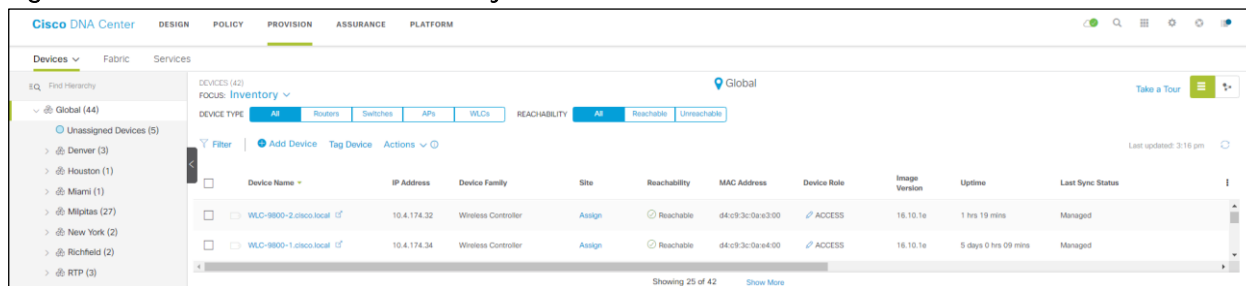 Cisco DNA Center DESIGN POLICY PROVISION ASSURANCE PLATFORM
Devices Fabric Services
Find Hierarchy
DEVICES (42)
FOCUS: Inventory
Global
Take a Tour
Global (44)
DEVICE TYPE All Routers Switches APs WLCs REACHABILITY All Reachable Unreachable
Unassigned Devices (5)
Filter Add Device Tag Device Actions
Last updated: 3:16 pm
Denver (3)
Houston (1)
Miami (1)
Milpitas (27)
New York (2)
Richfield (2)
RTP (3)
Device Name IP Address Device Family Site Reachability MAC Address Device Role Image Version Uptime Last Sync Status
WLC-9800-2.cisco.local 10.4.174.32 Wireless Controller Assign Reachable d4:c9:3c:0a:e3:00 ACCESS 16.10.1e 1 hrs 19 mins Managed
WLC-9800-1.cisco.local 10.4.174.34 Wireless Controller Assign Reachable d4:c9:3c:0a:e4:00 ACCESS 16.10.1e 5 days 0 hrs 09 mins Managed
Showing 25 of 42 Show More